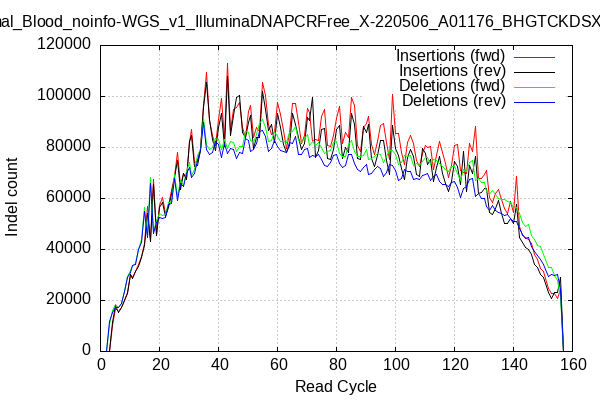 nal_Blood_noinfo-WGS_v1_IlluminaDNAPCRFree_X-220506_A01176_BHGTCKDSX
Insertions (fwd)
Insertions (rev)
Deletions (fwd)
Deletions (rev)
Indel count
120000
100000
80000
60000
40000
20000
0
0 20 40 60 80 100 120 140 160
Read Cycle